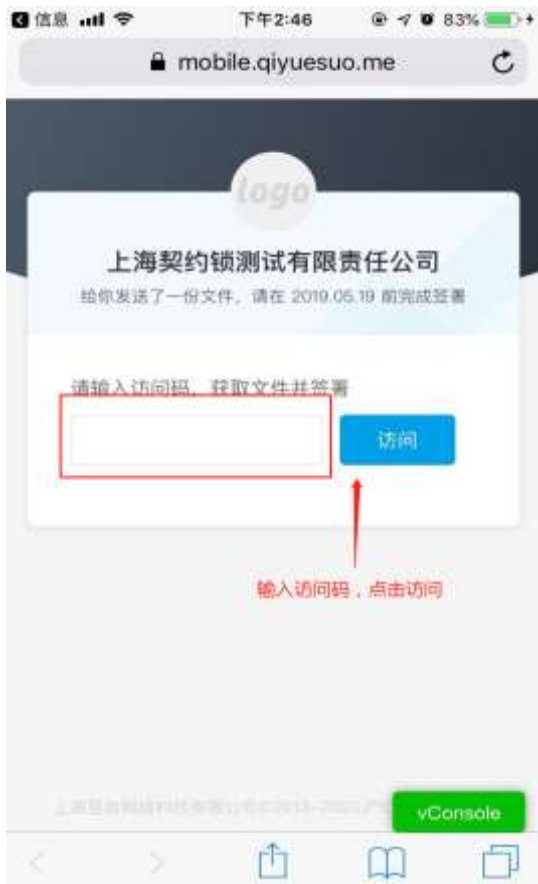 信息 下午2:46 83%
mobile.qiyuesuo.me
logo
上海契约锁测试有限责任公司
给你发送了一份文件，请在 2019.05.19 前完成签署
请输入访问码，获取文件并签署
访问
输入访问码，点击访问
vConsole